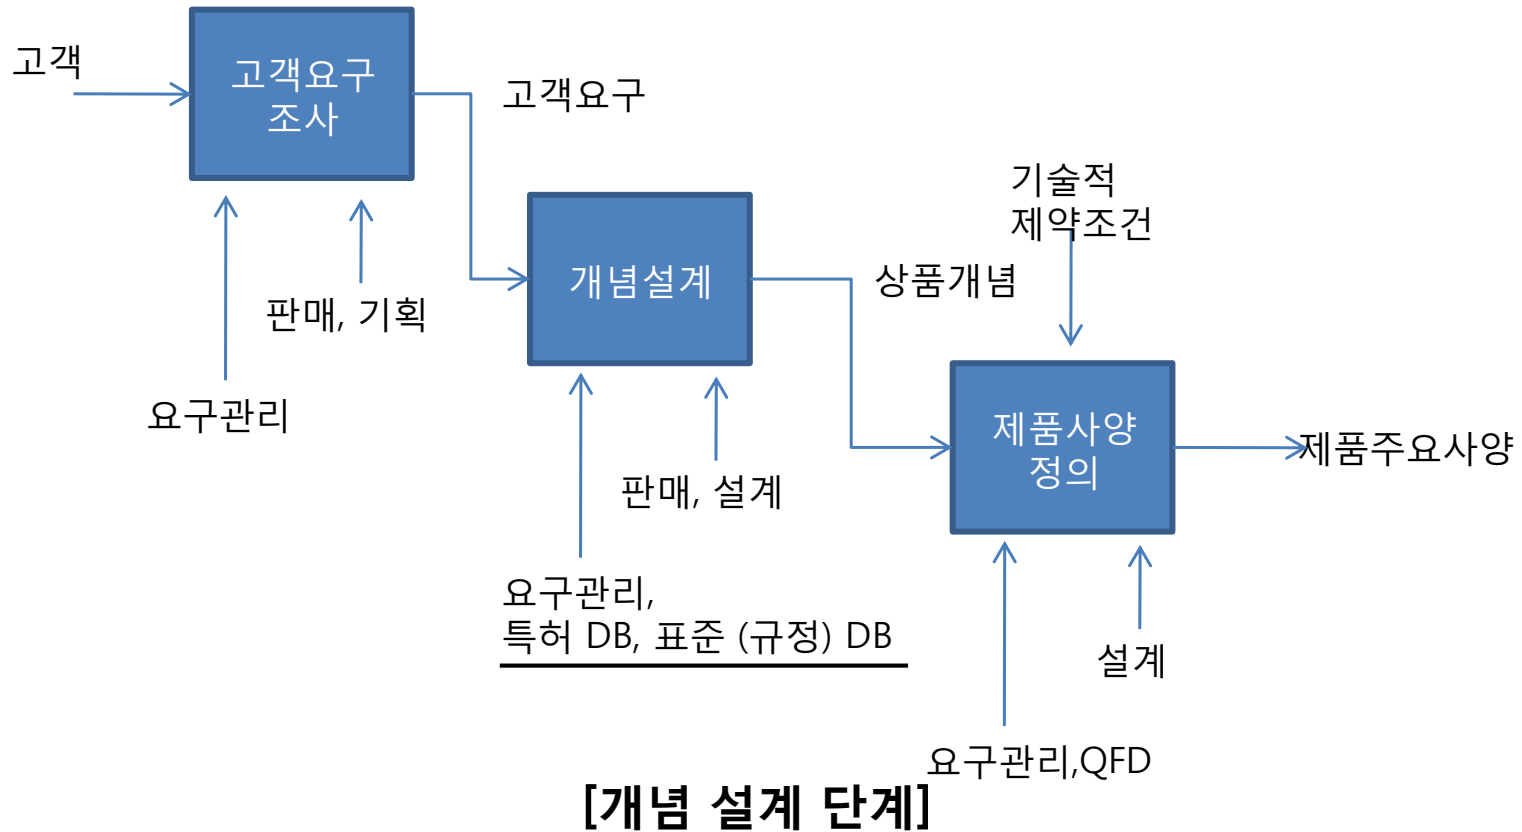 고객
고객요구
조사
고객요구
기술적
제약조건
개념설계
상품개념
판매, 기획
요구관리
제품사양
정의
제품주요사양
판매, 설계
요구관리,
특허 DB, 표준 (규정) DB
설계
요구관리,QFD
[개념 설계 단계]